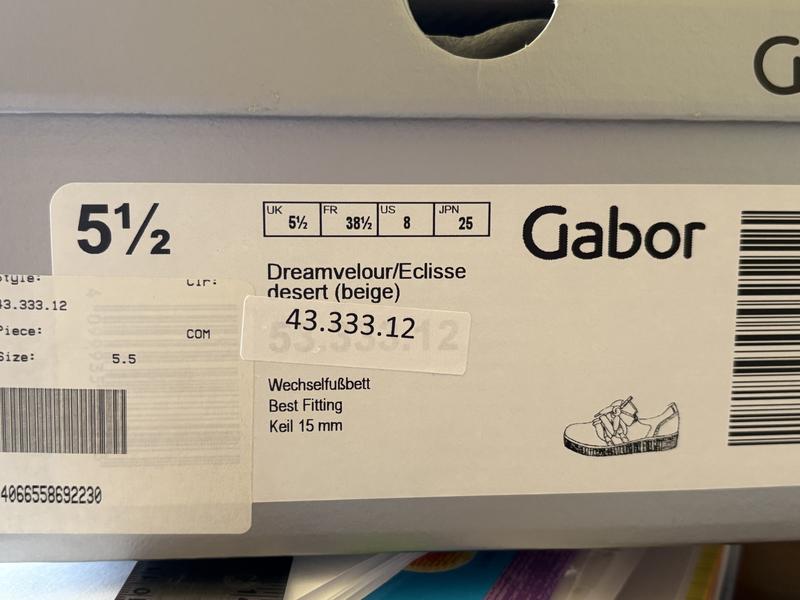 G
5½
UK 5½ FR 38½ US 8 JPN 25
Gabor
Dreamvelour/Eclisse
desert (beige)
43.333.12
Wechselfußbett
Best Fitting
Keil 15 mm
Style: Clr:
43.333.12
Piece: COM
Size: 5.5
4066558692230